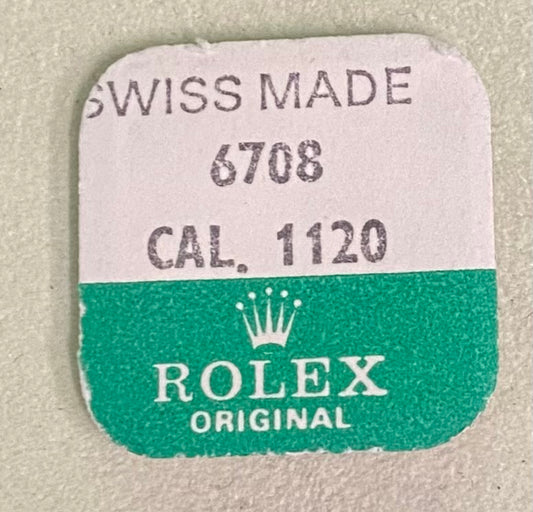 SWISS MADE
6708
CAL. 1120
ROLEX
ORIGINAL